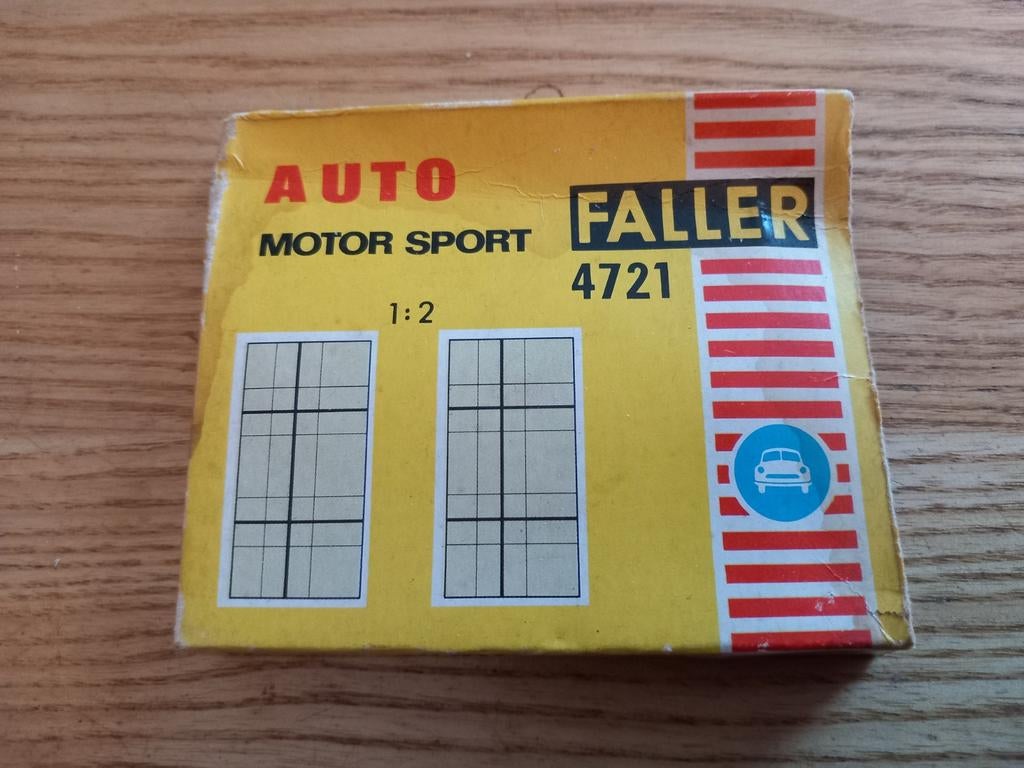 AUTO
MOTOR SPORT
FALLER
4721
1:2